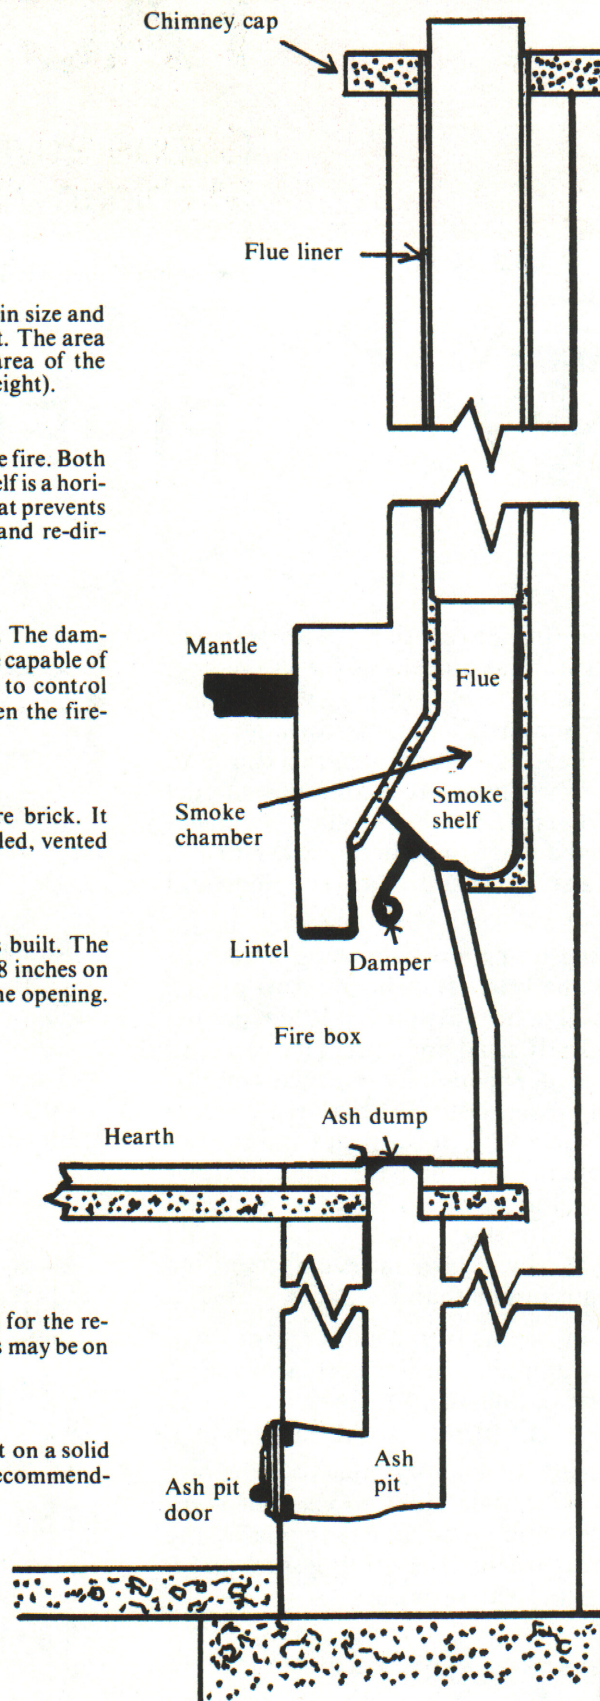 Chimney cap
Flue liner
in size and
. The area
area of the
eight).
e fire. Both
elf is a hori-
at prevents
and re-dir-
. The dam-
capable of
to control
en the fire-
Mantle
Flue
Smoke
chamber
Smoke
shelf
re brick. It
led, vented
Lintel
Damper
s built. The
8 inches on
ne opening.
Fire box
Ash dump
Hearth
for the re-
s may be on
t on a solid
ecommend-
Ash pit
door
Ash
pit